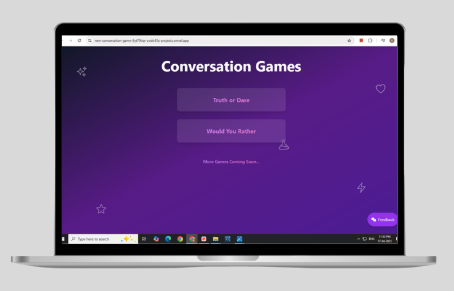 Conversation Games
Truth or Dare
Would You Rather
More Games Coming Soon...
Feedback
Type here to search